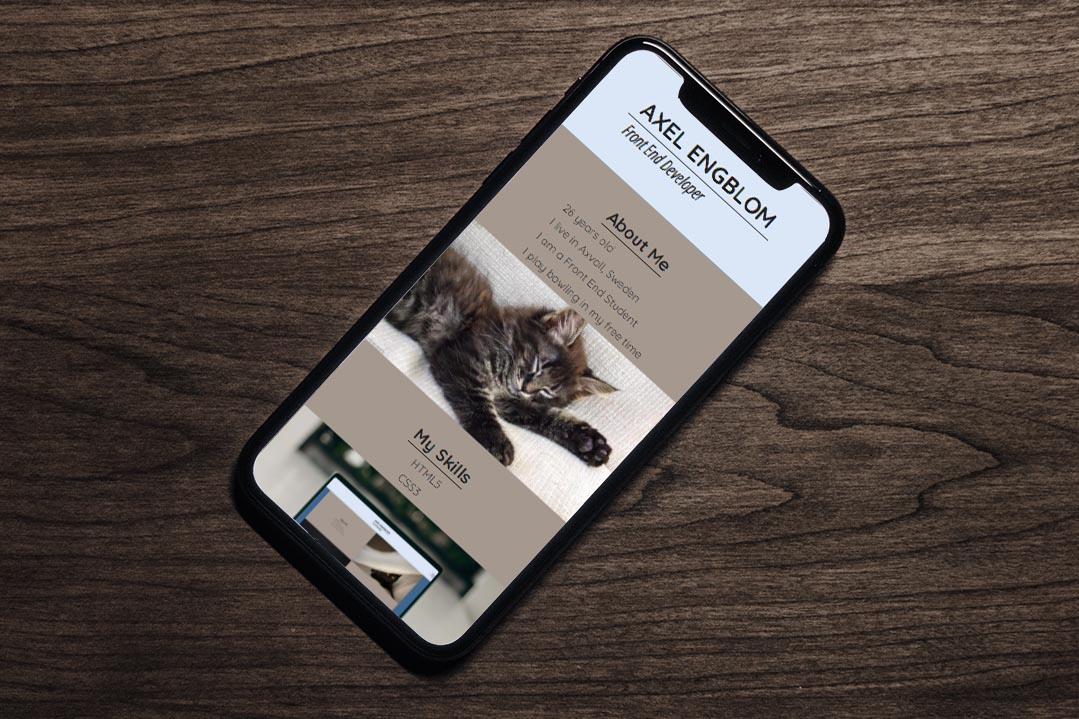 AXEL ENGBLOM
Front End Developer
About Me
26 years old
I live in Axvall, Sweden
I am a Front End Student
I play bowling in my free time
My Skills
HTML5
CSS3